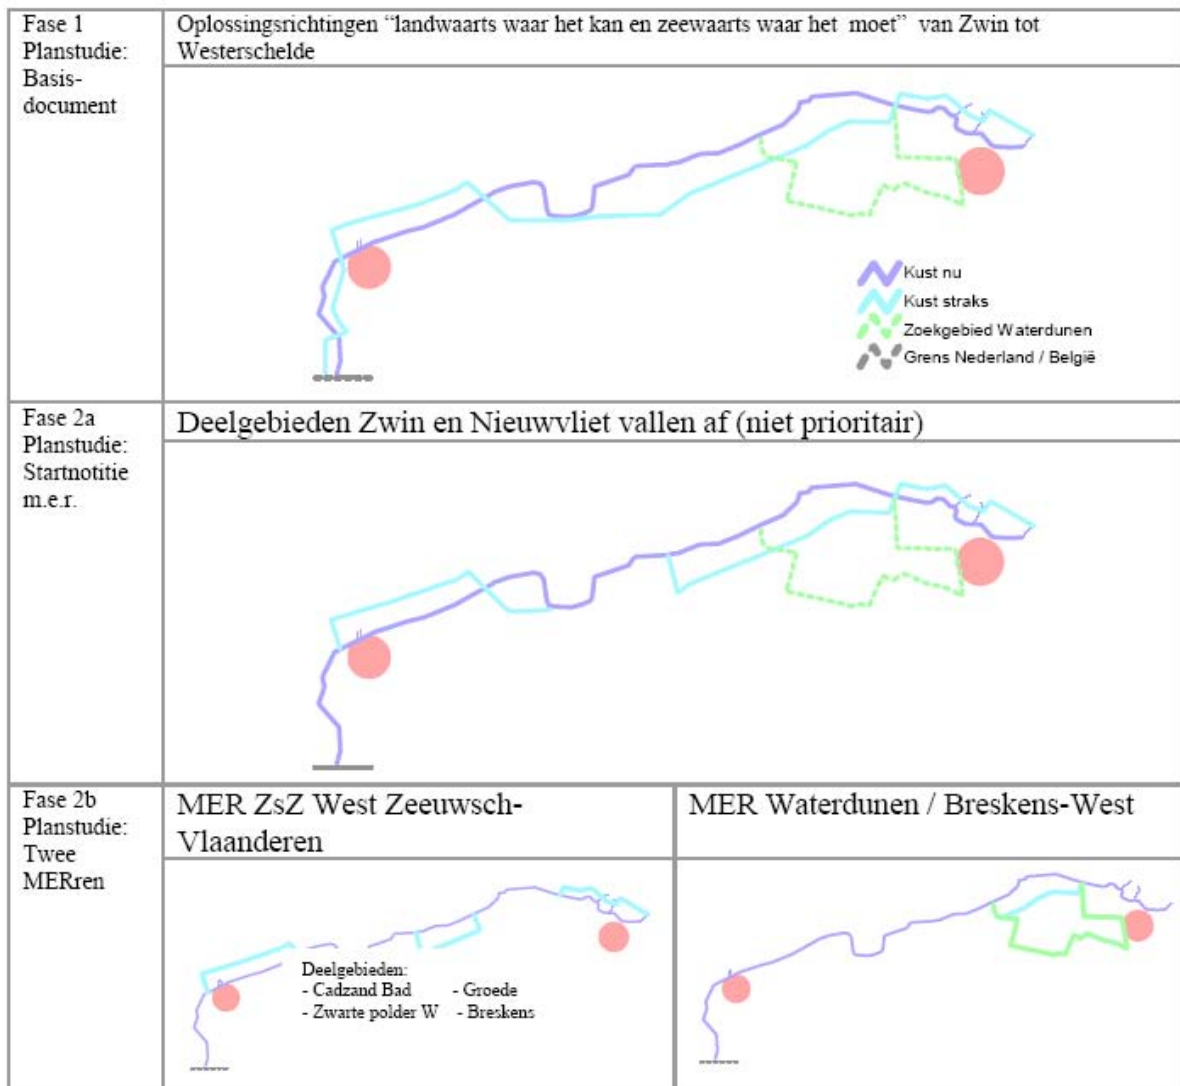 Fase 1
Planstudie:
Basis-
document
Oplossingsrichtingen “landwaarts waar het kan en zeewaarts waar het moet” van Zwin tot
Westerschelde
Kust nu
Kust straks
Zoekgebied Waterdunen
Grens Nederland / België
Fase 2a
Planstudie:
Startnotitie
m.e.r.
Deelgebieden Zwin en Nieuwvliet vallen af (niet prioritair)
Fase 2b
Planstudie:
Twee
MERren
MER ZsZ West Zeeuwsch-
Vlaanderen
MER Waterdunen / Breskens-West
Deelgebieden:
- Cadzand Bad - Groede
- Zwarte polder W - Breskens